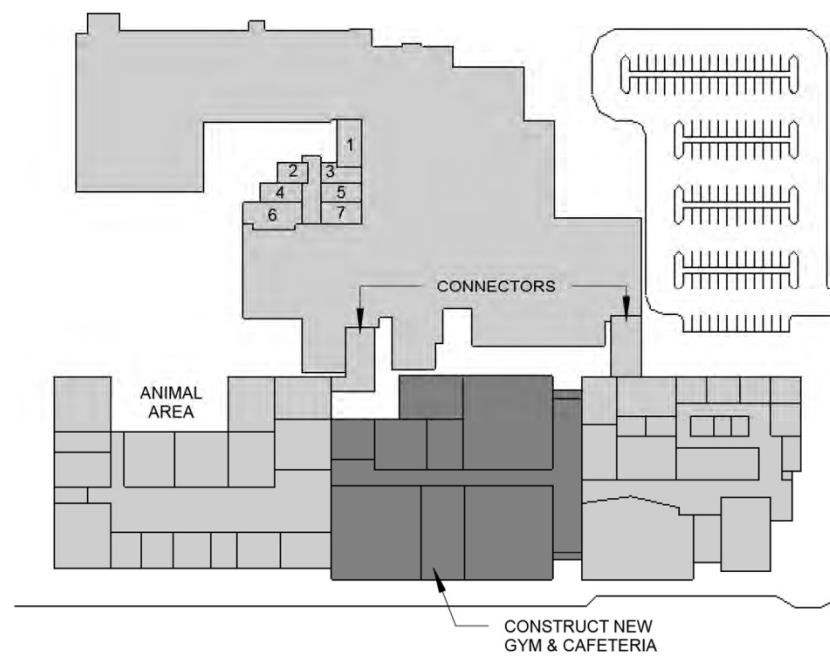 1
2
3
4
5
6
7
CONNECTORS
ANIMAL
AREA
CONSTRUCT NEW
GYM & CAFETERIA